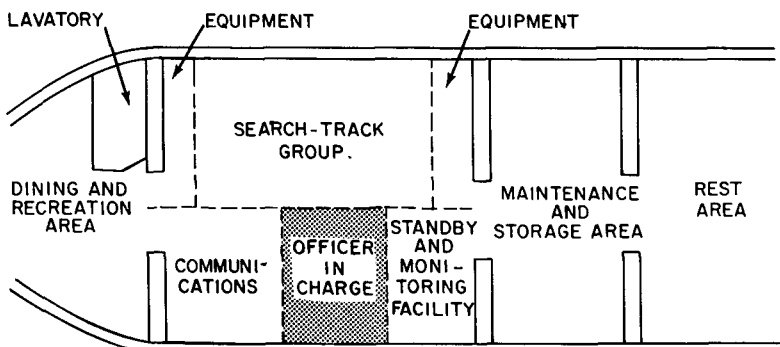 LAVATORY
EQUIPMENT
EQUIPMENT
SEARCH-TRACK
GROUP.
DINING AND
RECREATION
AREA
MAINTENANCE
AND
STORAGE AREA
REST
AREA
COMMUNI-
CATIONS
OFFICER
IN
CHARGE
STANDBY
AND
MONI-
TORING
FACILITY